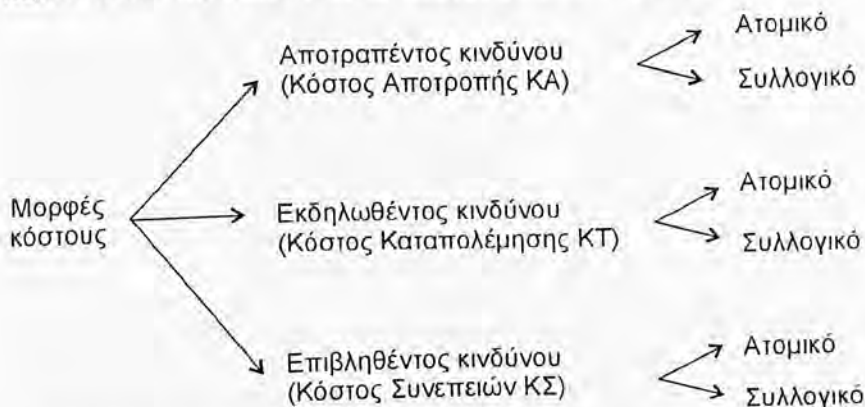 Μορφές
κόστους
Αποτραπέντος κινδύνου
(Κόστος Αποτροπής ΚΑ)
Ατομικό
Συλλογικό
Εκδηλωθέντος κινδύνου
(Κόστος Καταπολέμησης ΚΤ)
Ατομικό
Συλλογικό
Επιβληθέντος κινδύνου
(Κόστος Συνεπειών ΚΣ)
Ατομικό
Συλλογικό